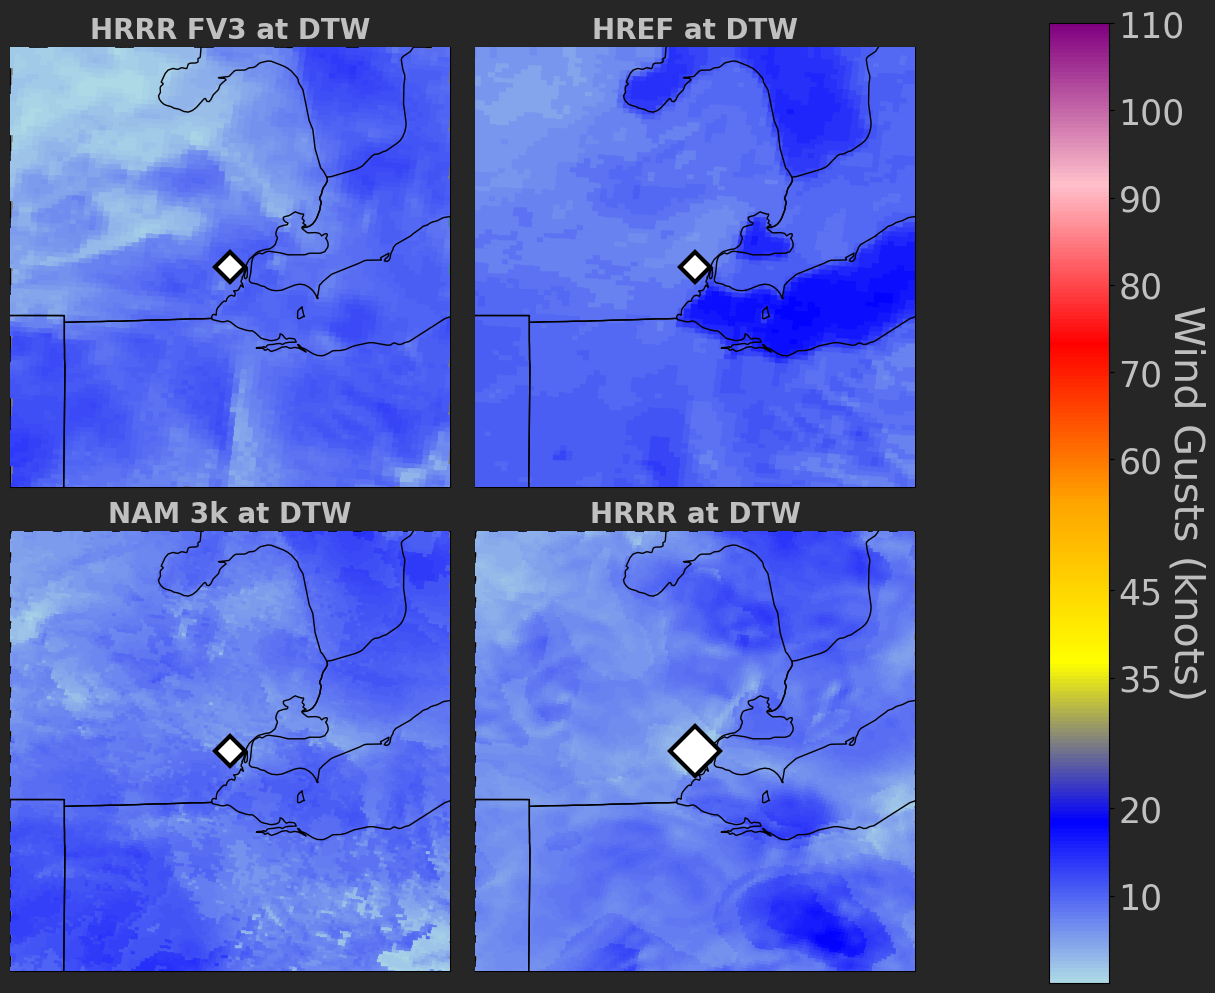 HRRR FV3 at DTW
HREF at DTW
NAM 3k at DTW
HRRR at DTW
110
100
90
80
70
60
45
35
20
10
Wind Gusts (knots)